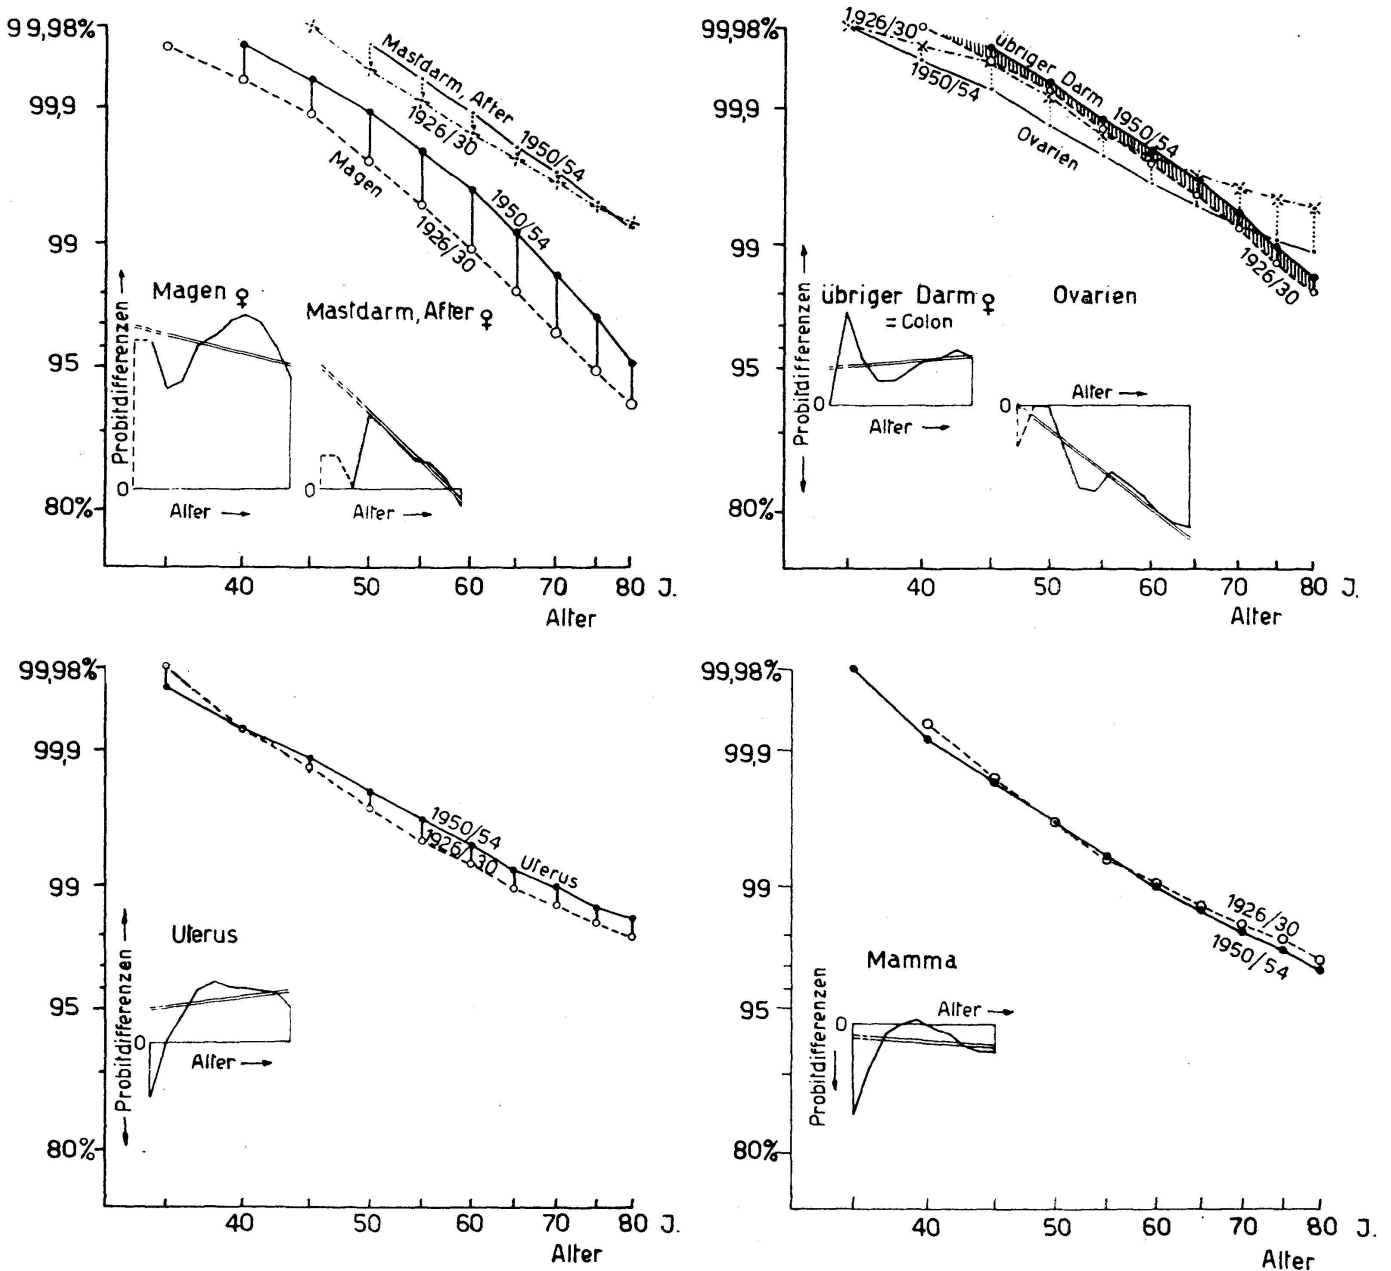 99,98%
99,9
99
95
80%
Mastdarm, After
1950/54
1926/30
Magen
1950/54
1926/30
Probitdifferenzen
Magen ♀
0
Alter
Mastdarm, After ♀
0
Alter
40 50 60 70 80 J.
Alter
99,98%
99,9
99
95
80%
1926/30
übriger Darm
1950/54
1950/54
Ovarien
1926/30
Probitdifferenzen
übriger Darm ♀
= Colon
0
Alter
Ovarien
Alter
0
40 50 60 70 80 J.
Alter
99,98%
99,9
99
95
80%
1950/54
1926/30
Uterus
Probitdifferenzen
Uterus
0
Alter
40 50 60 70 80 J.
Alter
99,98%
99,9
99
95
80%
1926/30
1950/54
Probitdifferenzen
Mamma
Alter
0
40 50 60 70 80 J.
Alter